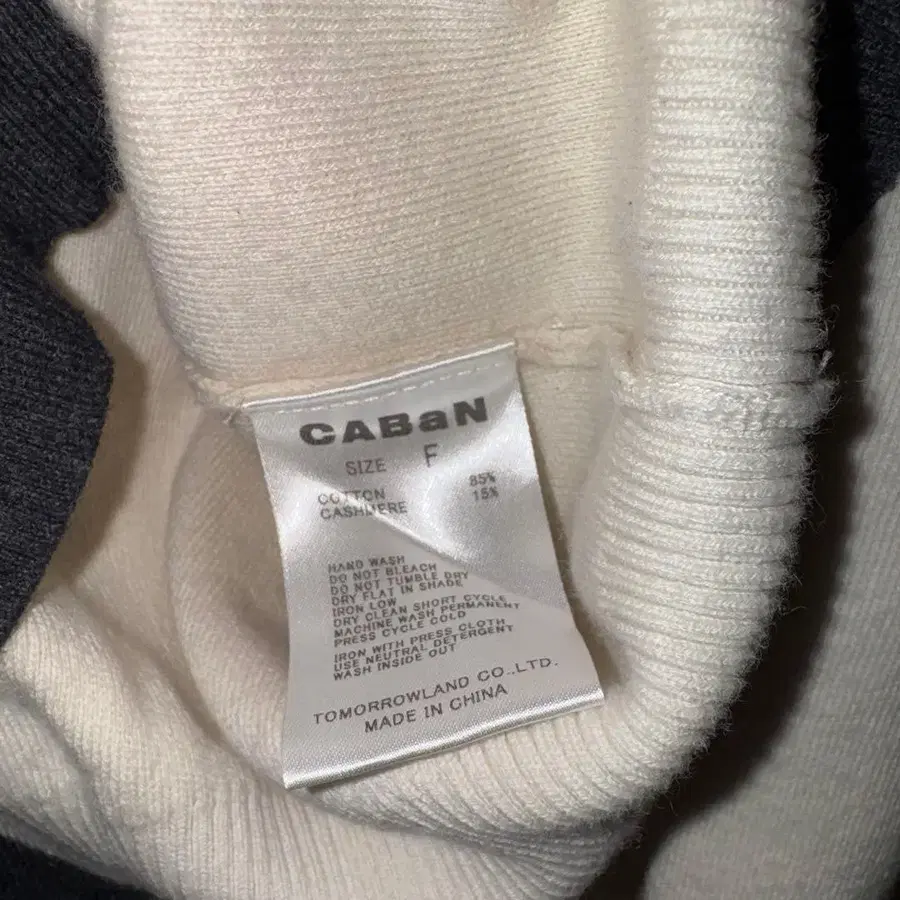 CABaN
SIZE F
COTTON 85%
CASHMERE 15%
HAND WASH
DO NOT BLEACH
DO NOT TUMBLE DRY
DRY FLAT IN SHADE
IRON LOW
DRY CLEAN SHORT CYCLE
MACHINE WASH PERMANENT
PRESS CYCLE COLD
IRON WITH PRESS CLOTH
USE NEUTRAL DETERGENT
WASH INSIDE OUT
TOMORROWLAND CO.,LTD.
MADE IN CHINA